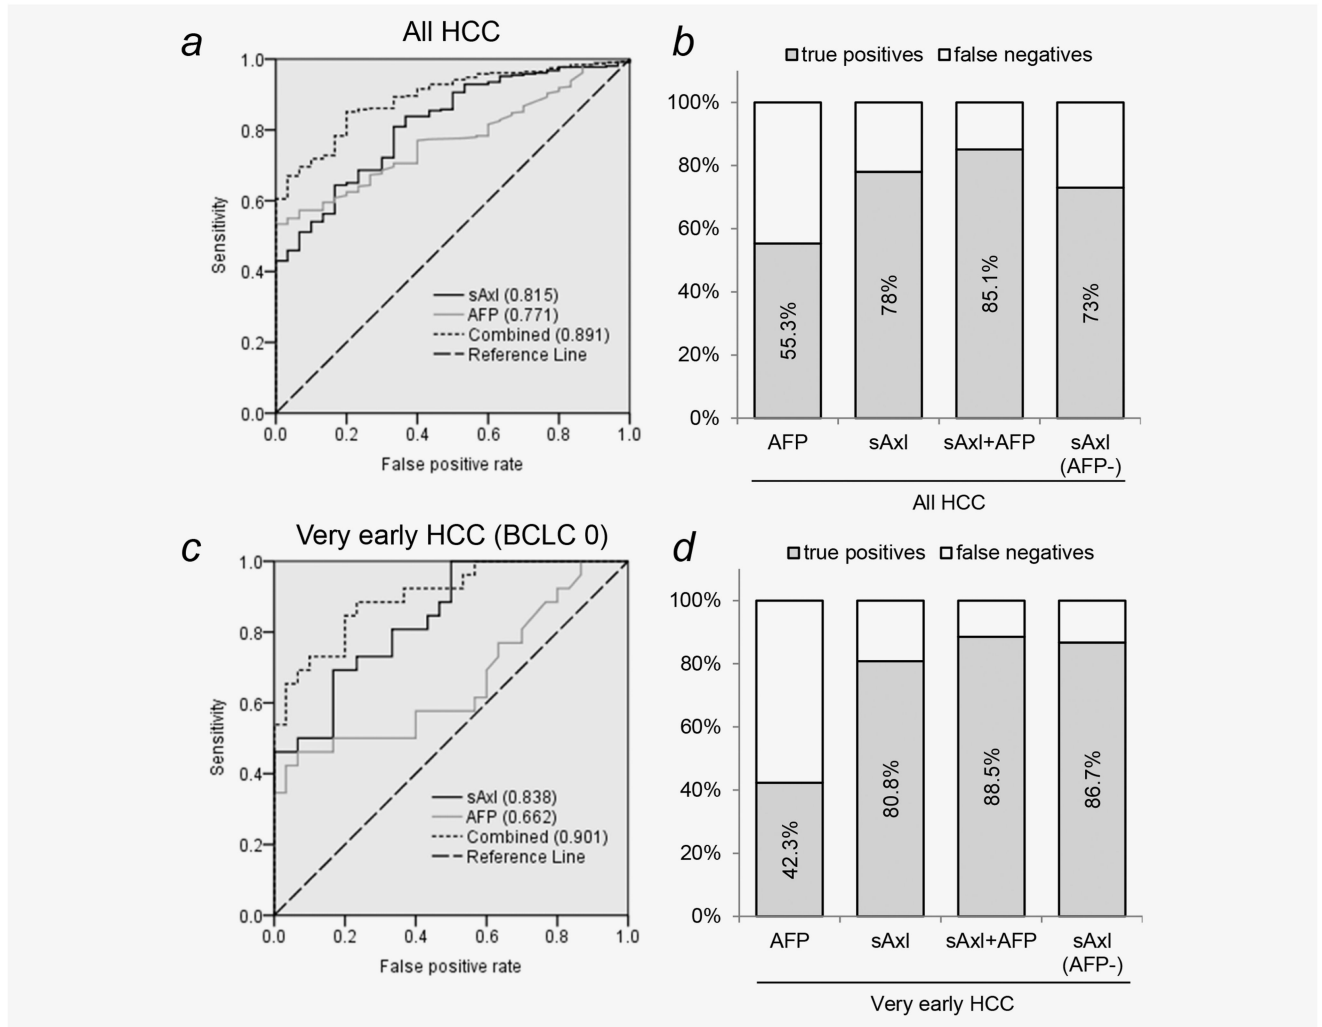 a
All HCC
1.0
0.8
0.6
0.4
0.2
0.0
Sensitivity
sAxl (0.815)
AFP (0.771)
Combined (0.891)
Reference Line
0.0 0.2 0.4 0.6 0.8 1.0
False positive rate
b
true positives false negatives
100%
80%
60%
40%
20%
0%
55.3%
78%
85.1%
73%
AFP sAxl sAxl+AFP sAxl
(AFP-)
All HCC
c
Very early HCC (BCLC 0)
1.0
0.8
0.6
0.4
0.2
0.0
Sensitivity
sAxl (0.838)
AFP (0.662)
Combined (0.901)
Reference Line
0.0 0.2 0.4 0.6 0.8 1.0
False positive rate
d
true positives false negatives
100%
80%
60%
40%
20%
0%
42.3%
80.8%
88.5%
86.7%
AFP sAxl sAxl+AFP sAxl
(AFP-)
Very early HCC